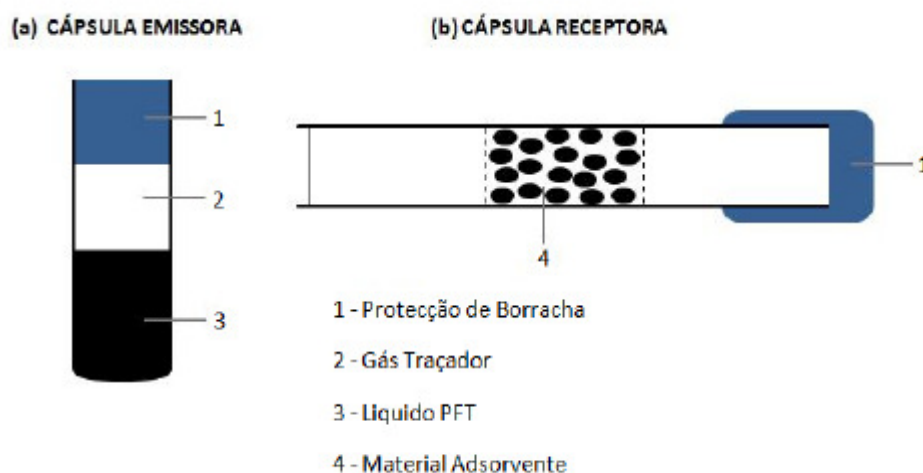 (a) CÁPSULA EMISSORA
(b) CÁPSULA RECEPTORA
1
2
3
1
4
1 - Protecção de Borracha
2 - Gás Traçador
3 - Liquido PFT
4 - Material Adsorvente